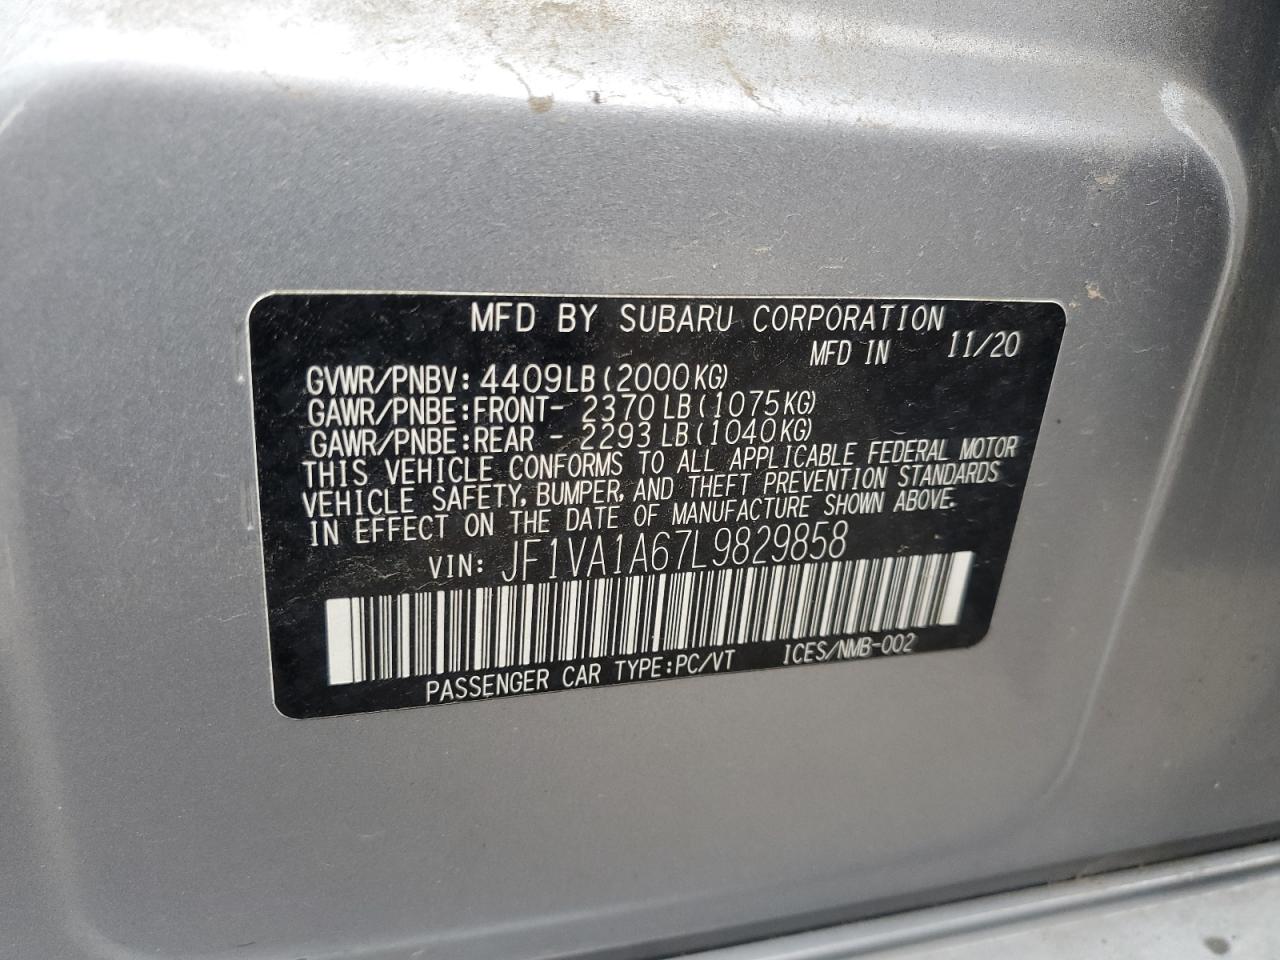 MFD BY SUBARU CORPORATION
MFD IN 11/20
GVWR/PNBV: 4409LB(2000KG)
GAWR/PNBE:FRONT- 2370LB(1075KG)
GAWR/PNBE:REAR - 2293LB(1040KG)
THIS VEHICLE CONFORMS TO ALL APPLICABLE FEDERAL MOTOR
VEHICLE SAFETY, BUMPER, AND THEFT PREVENTION STANDARDS
IN EFFECT ON THE DATE OF MANUFACTURE SHOWN ABOVE.
VIN: JF1VA1A67L9829858
PASSENGER CAR TYPE:PC/VT ICES/NMB-002